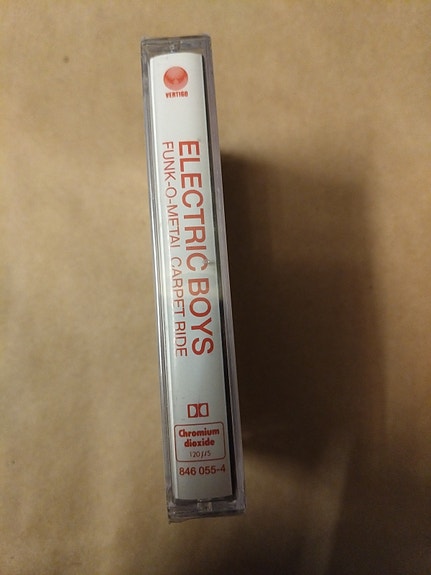 VERTIGO
ELECTRIC BOYS
FUNK-O-METAL CARPET RIDE
Chromium
dioxide
120 µs
846 055-4